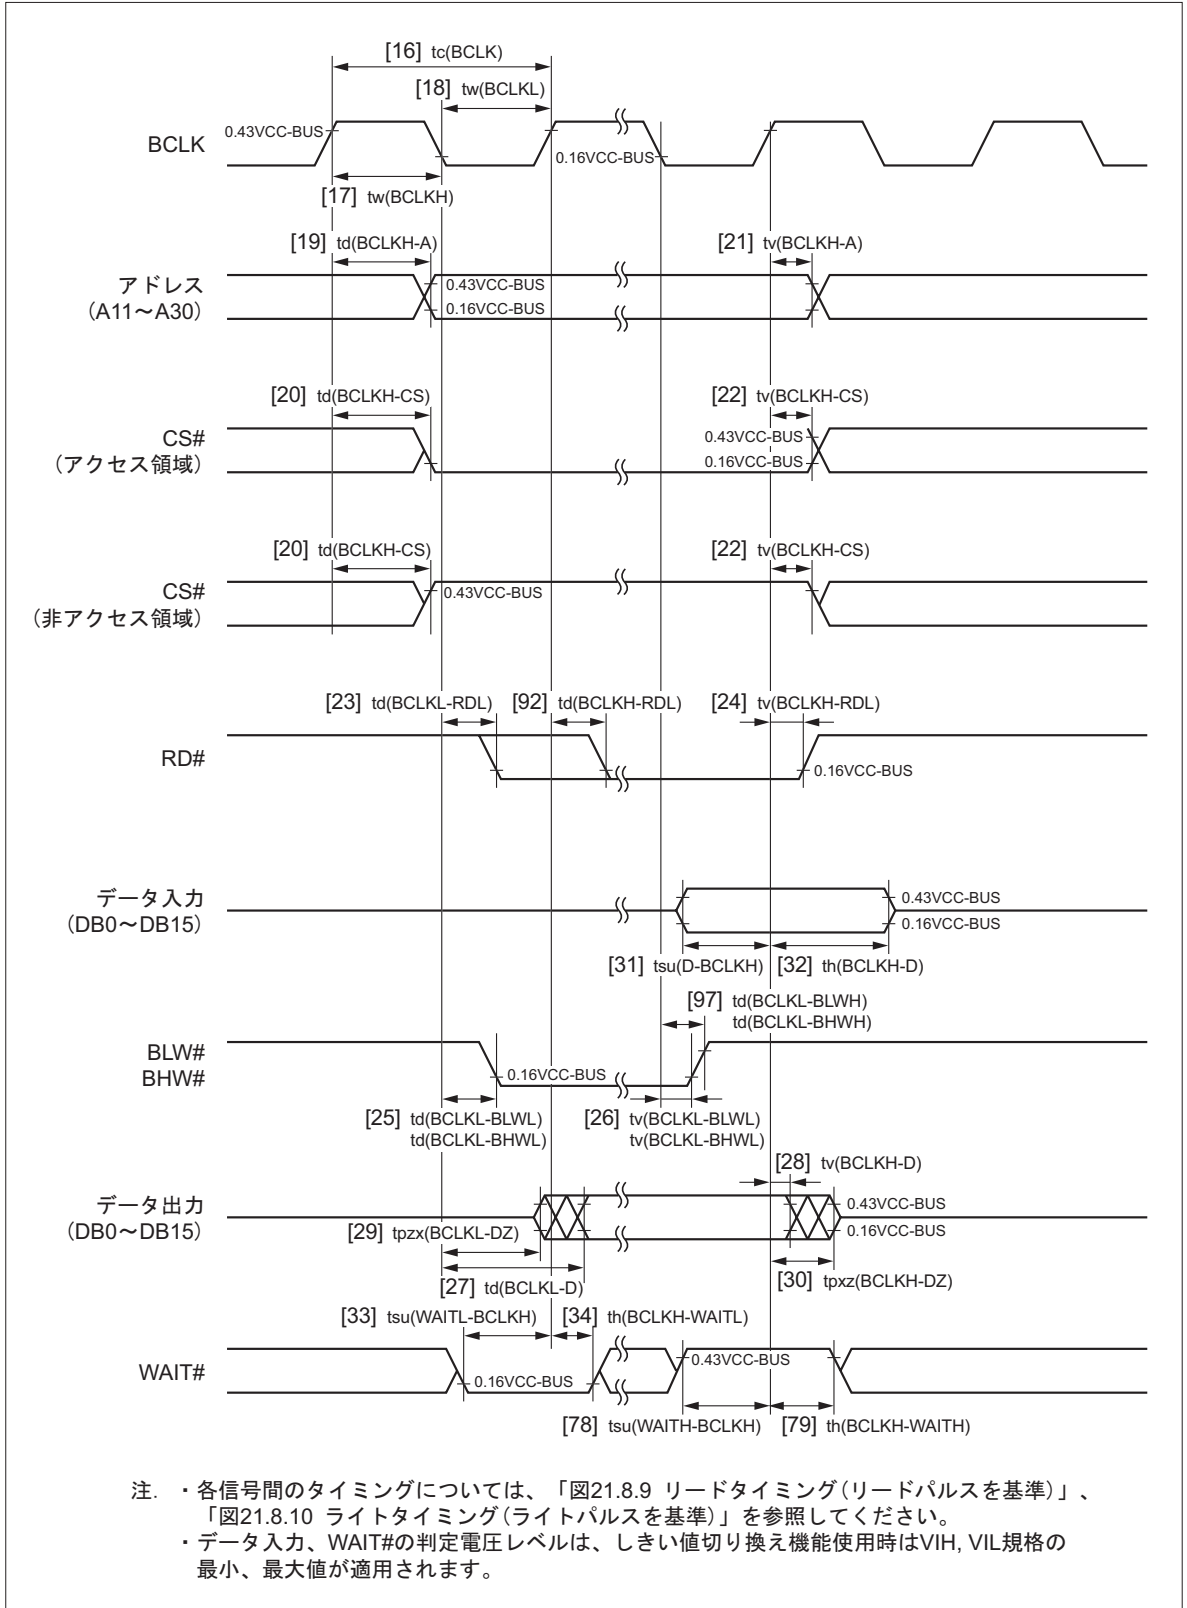 [16] tc(BCLK)
[18] tw(BCLKL)
0.43VCC-BUS
BCLK
0.16VCC-BUS
[17] tw(BCLKH)
[19] td(BCLKH-A)
[21] tv(BCLKH-A)
アドレス
（A11～A30）
0.43VCC-BUS
0.16VCC-BUS
[20] td(BCLKH-CS)
[22] tv(BCLKH-CS)
CS#
（アクセス領域）
0.43VCC-BUS
0.16VCC-BUS
[20] td(BCLKH-CS)
[22] tv(BCLKH-CS)
CS#
（非アクセス領域）
0.43VCC-BUS
[23] td(BCLKL-RDL)
[92] td(BCLKH-RDL)
[24] tv(BCLKH-RDL)
RD#
0.16VCC-BUS
データ入力
（DB0～DB15）
0.43VCC-BUS
0.16VCC-BUS
[31] tsu(D-BCLKH)
[32] th(BCLKH-D)
[97] td(BCLKL-BLWH)
td(BCLKL-BHWH)
BLW#
BHW#
0.16VCC-BUS
[25] td(BCLKL-BLWL)
td(BCLKL-BHWL)
[26] tv(BCLKL-BLWL)
tv(BCLKL-BHWL)
[28] tv(BCLKH-D)
データ出力
（DB0～DB15）
0.43VCC-BUS
0.16VCC-BUS
[29] tpzx(BCLKL-DZ)
[27] td(BCLKL-D)
[30] tpxz(BCLKH-DZ)
[33] tsu(WAITL-BCLKH)
[34] th(BCLKH-WAITL)
WAIT#
0.16VCC-BUS
0.43VCC-BUS
[78] tsu(WAITH-BCLKH)
[79] th(BCLKH-WAITH)
注. ・各信号間のタイミングについては、「図21.8.9 リードタイミング（リードパルスを基準）」、
「図21.8.10 ライトタイミング（ライトパルスを基準）」を参照してください。
・データ入力、WAIT#の判定電圧レベルは、しきい値切り換え機能使用時はVIH, VIL規格の
最小、最大値が適用されます。